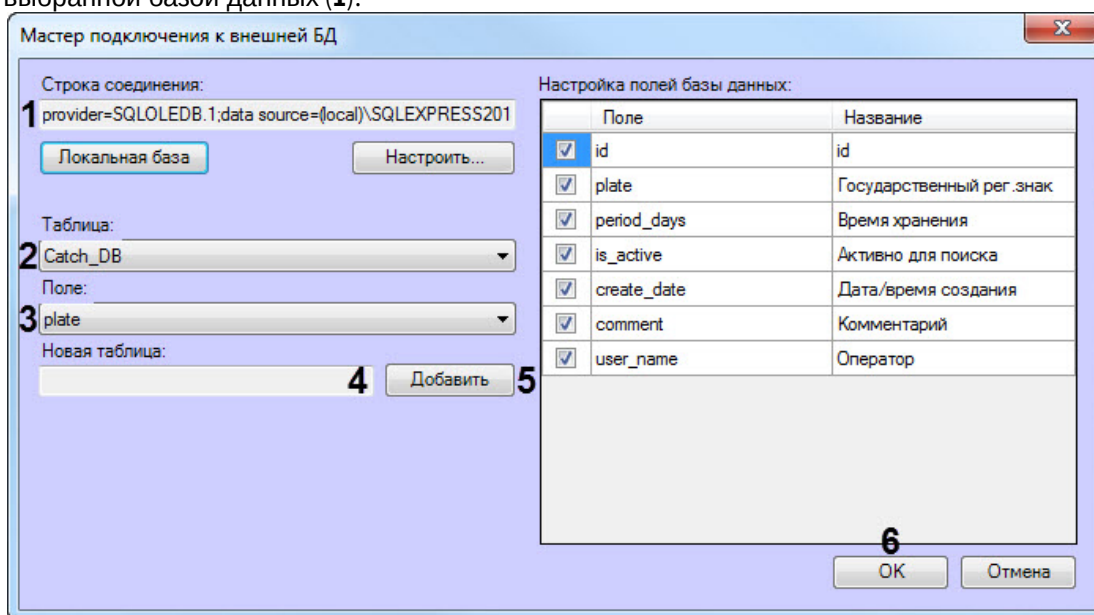 выбранной базой данных (1).
Мастер подключения к внешней БД
Строка соединения:
1 provider=SQLOLEDB.1;data source=(local)\SQLEXPRESS201
Локальная база Настроить...
Таблица:
2 Catch_DB
Поле:
3 plate
Новая таблица:
4 Добавить 5
Настройка полей базы данных:
Поле Название
id id
plate Государственный рег.знак
period_days Время хранения
is_active Активно для поиска
create_date Дата/время создания
comment Комментарий
user_name Оператор
6
OK Отмена